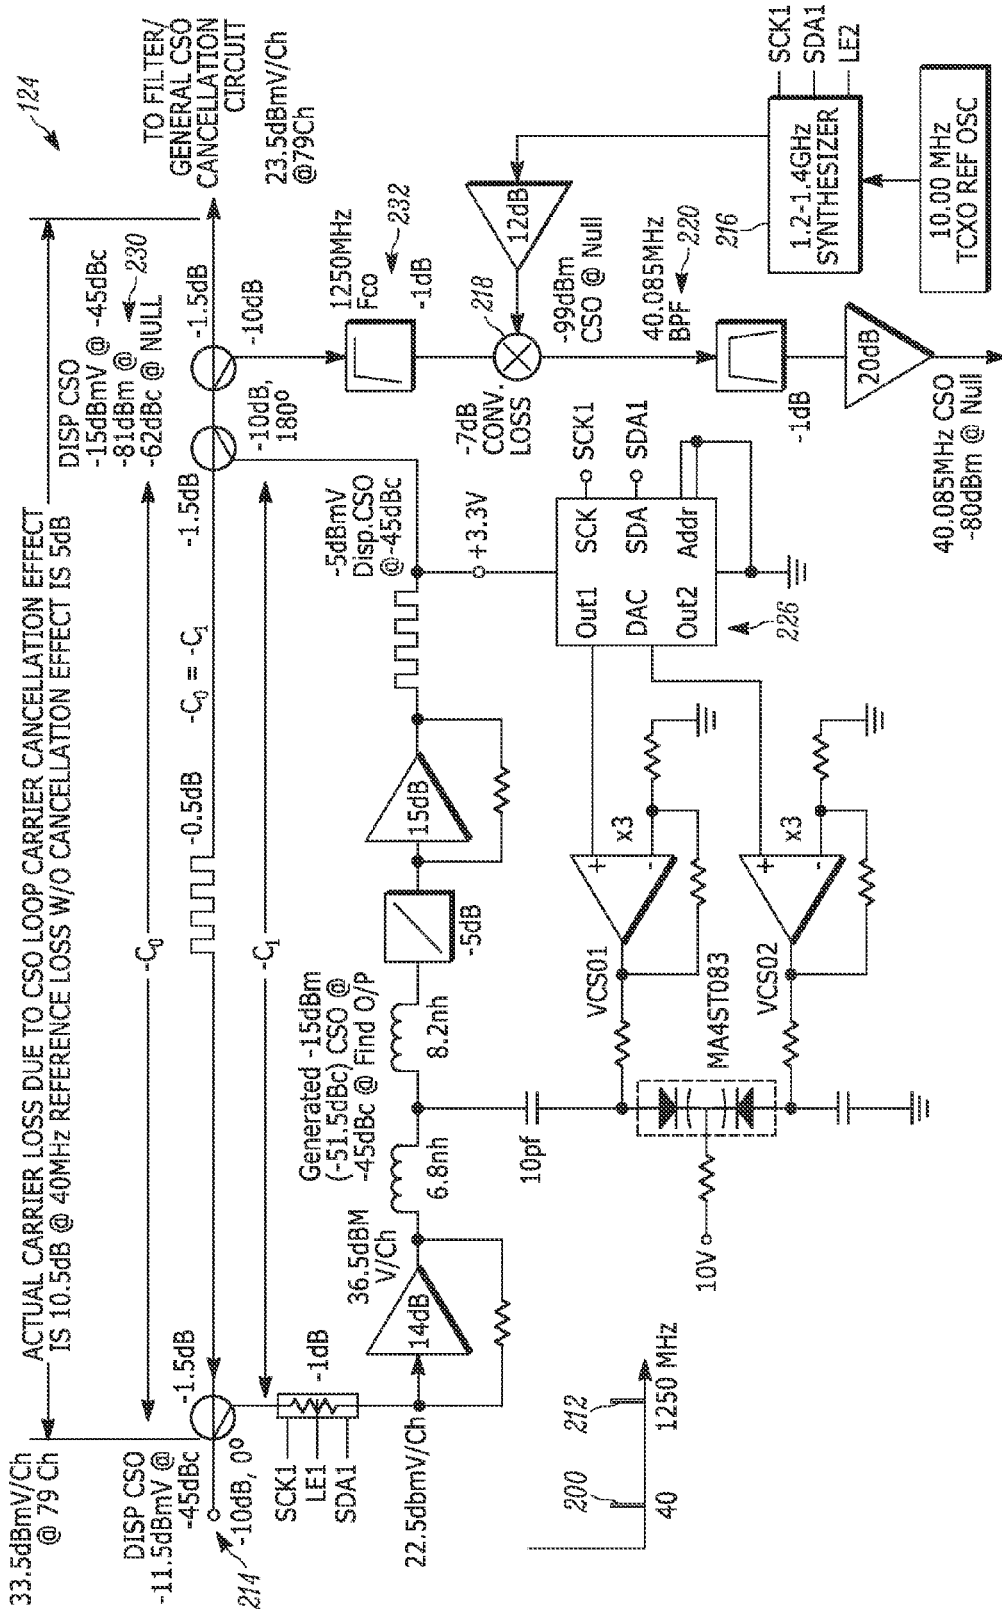 124
ACTUAL CARRIER LOSS DUE TO CSO LOOP CARRIER CANCELLATION EFFECT
IS 10.5dB @ 40MHz REFERENCE LOSS W/O CANCELLATION EFFECT IS 5dB
33.5dBmV/Ch
@ 79 Ch
DISP CSO
-11.5dBmV @
-45dBc
-10dB, 0°
214
-1.5dB
-C₀
-0.5dB
-C₀ = -C₁
-C₁
-1.5dB
DISP CSO
-15dBmV @ -45dBc
-81dBm @
-62dBc @ NULL
230
-1.5dB
TO FILTER/
GENERAL CSO
CANCELLATION
CIRCUIT
23.5dBmV/Ch
@79Ch
-10dB,
180°
-10dB
1250MHz
Fco
232
-1dB
SCK1
LE1
SDA1
-1dB
22.5dbmV/Ch
36.5dBM
V/Ch
14dB
6.8nh
Generated -15dBm
(-51.5dBc) CSO @
-45dBc @ Find O/P
8.2nh
-5dB
15dB
-5dBmV
Disp.CSO
@-45dBc
+3.3V
-7dB
CONV.
LOSS
218
12dB
-99dBm
CSO @ Null
40.085MHz
BPF
220
-1dB
20dB
40.085MHz CSO
-80dBm @ Null
216
1.2-1.4GHz
SYNTHESIZER
SCK1
SDA1
LE2
10.00 MHz
TCXO REF OSC
Out1
SCK
SCK1
DAC
SDA
SDA1
Out2
Addr
226
10pf
10V
MA4ST083
VCS01
+
-
x3
VCS02
+
-
x3
200
212
40
1250 MHz